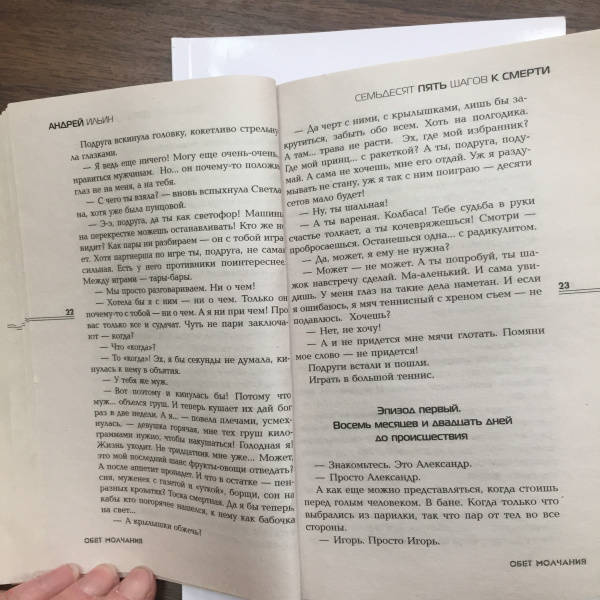 АНДРЕЙ ИЛЬИН
Подруга вскинула головку, кокетливо стрельну
ла глазками.
— Я ведь еще ничего! Могу еще очень-очень
нравиться мужчинам. Но... он почему-то положи
глаз не на меня, а на тебя.
— С чего ты взяла? — вновь вспыхнула Светла
на, хотя уже была пунцовой.
— Э-э, подруга, да ты как светофор! Машины
на перекрестке можешь останавливать! Кто же не
видит? Как пары ни разбираем — он с тобой играе
ет. Хотя партнерша по игре ты, подруга, не самая
сильная. Есть у него противники поинтереснее.
Между играми — тары-бары.
— Мы просто разговариваем. Ни о чем!
— Хотела бы я с ним — ни о чем. Только он
почему-то с тобой — ни о чем. А я ни при чем! Про
вас только все и судачат. Чуть не пари заключа-
ют — когда?
— Что «когда»?
— То «когда»! Эх, я бы секунды не думала, ки-
нулась к нему в объятия.
— У тебя же муж.
— Вот поэтому и кинулась бы! Потому что
муж... объелся груш. И теперь кушает их дай бог
раз в две недели. А я... — повела плечами, усмех-
нулась, — девушка горячая, мне тех груш кило-
граммами нужно, чтобы накушаться! Голодная я!
Жизнь уходит. Не тридцатник мне уже... Может,
это мой последний шанс фрукты-овощи отведать?
А после аппетит пропадет. И что в остатке — пен-
сия, муженек с газетой и «уткой», борщи, сон на
разных кроватях? Тоска смертная. Да я бы теперь,
кабы кто погорячее нашелся, к нему как бабочка
на свет...
— А крылышки обжечь?
22
ОБЕТ МОЛЧАНИЯ
СЕМЬДЕСЯТ ПЯТЬ ШАГОВ К СМЕРТИ
— Да черт с ними, с крылышками, лишь бы за-
крутиться, забыть обо всем. Хоть на полгодика.
А там... трава не расти. Эх, где мой избранник?
Где мой принц... с ракеткой? А ты, подруга, поду-
май. А сама не хочешь, мне его отдай. Уж я разду-
мывать не стану, уж я так с ним поиграю — десяти
сетов мало будет!
— Ну, ты шальная!
— А ты вареная. Колбаса! Тебе судьба в руки
счастье толкает, а ты кочевряжешься! Смотри —
пробросаешься. Останешься одна... с радикулитом.
— Да, может, я ему не нужна?
— Может — не может. А ты попробуй, ты ша-
жок навстречу сделай. Ма-аленький. И сама уви-
дишь. У меня глаз на такие дела наметан. И если
я ошибаюсь, я мяч теннисный с хреном съем — не
подавлюсь. Хочешь?
— Нет, не хочу!
— А и не придется мне мячи глотать. Помяни
мое слово — не придется!
Подруги встали и пошли.
Играть в большой теннис.
Эпизод первый.
Восемь месяцев и двадцать дней
до происшествия
— Знакомьтесь. Это Александр.
— Просто Александр.
А как еще можно представляться, когда стоишь
перед голым человеком. В бане. Когда только что
выбрались из парилки, так что пар от тел во все
стороны.
— Игорь. Просто Игорь.
23
ОБЕТ МОЛЧАНИЯ